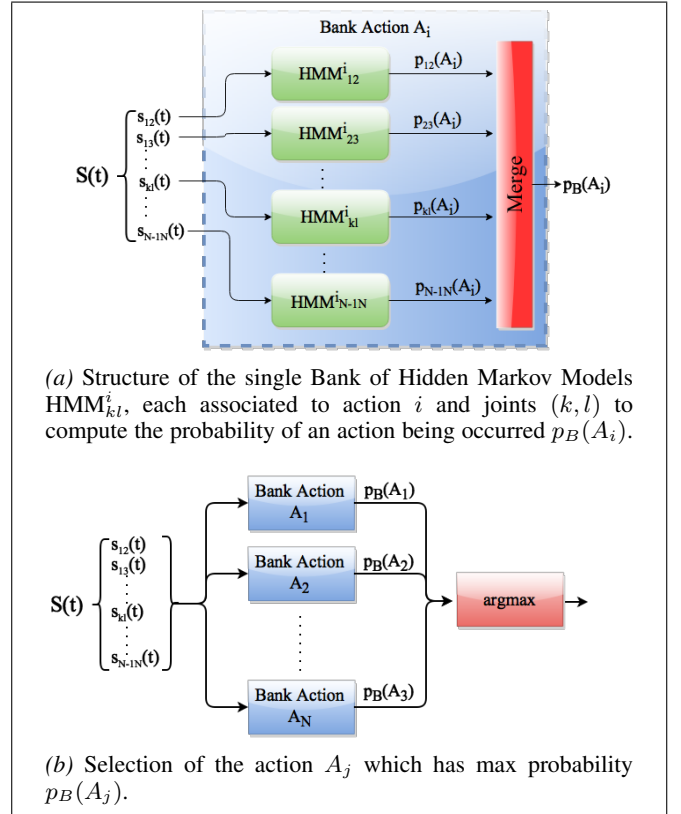 Bank Action A_i
HMM^i_12
p_12(A_i)
s_12(t)
s_13(t)
HMM^i_23
p_23(A_i)
S(t)
s_kl(t)
HMM^i_kl
p_kl(A_i)
Merge
p_B(A_i)
s_N-1N(t)
HMM^i_N-1N
p_N-1N(A_i)
(a) Structure of the single Bank of Hidden Markov Models
HMM^i_kl, each associated to action i and joints (k, l) to
compute the probability of an action being occurred p_B(A_i).
Bank Action
A_1
p_B(A_1)
S(t)
s_12(t)
s_13(t)
s_kl(t)
s_N-1N(t)
Bank Action
A_2
p_B(A_2)
argmax
Bank Action
A_N
p_B(A_3)
(b) Selection of the action A_j which has max probability
p_B(A_j).